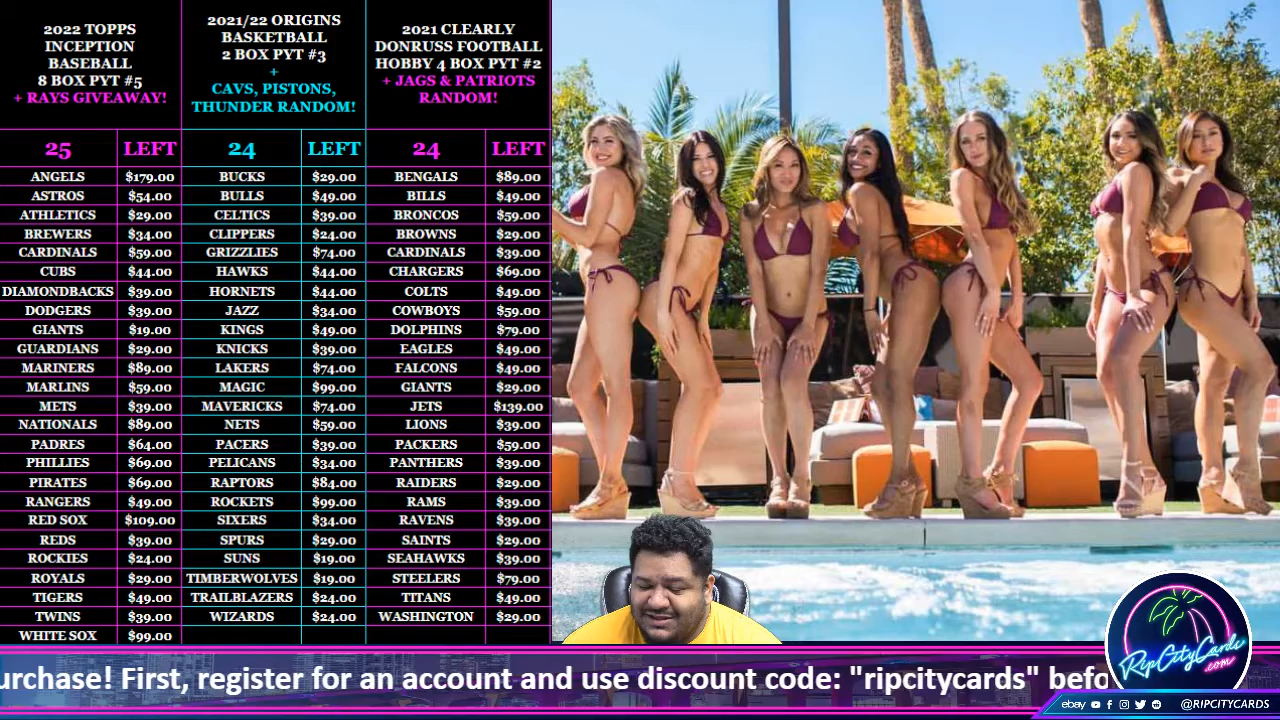 2022 TOPPS
INCEPTION
BASEBALL
8 BOX PYT #5
+ RAYS GIVEAWAY!
2021/22 ORIGINS
BASKETBALL
2 BOX PYT #3
+
CAVS, PISTONS,
THUNDER RANDOM!
2021 CLEARLY
DONRUSS FOOTBALL
HOBBY 4 BOX PYT #2
+ JAGS & PATRIOTS
RANDOM!
25 LEFT 24 LEFT 24 LEFT
ANGELS $179.00 BUCKS $29.00 BENGALS $89.00
ASTROS $54.00 BULLS $49.00 BILLS $49.00
ATHLETICS $29.00 CELTICS $39.00 BRONCOS $59.00
BREWERS $34.00 CLIPPERS $24.00 BROWNS $29.00
CARDINALS $59.00 GRIZZLIES $74.00 CARDINALS $39.00
CUBS $44.00 HAWKS $44.00 CHARGERS $69.00
DIAMONDBACKS $39.00 HORNETS $44.00 COLTS $49.00
DODGERS $39.00 JAZZ $34.00 COWBOYS $59.00
GIANTS $19.00 KINGS $49.00 DOLPHINS $79.00
GUARDIANS $29.00 KNICKS $39.00 EAGLES $49.00
MARINERS $89.00 LAKERS $74.00 FALCONS $49.00
MARLINS $59.00 MAGIC $99.00 GIANTS $29.00
METS $39.00 MAVERICKS $74.00 JETS $139.00
NATIONALS $89.00 NETS $59.00 LIONS $39.00
PADRES $64.00 PACERS $39.00 PACKERS $59.00
PHILLIES $69.00 PELICANS $34.00 PANTHERS $39.00
PIRATES $69.00 RAPTORS $84.00 RAIDERS $29.00
RANGERS $49.00 ROCKETS $99.00 RAMS $39.00
RED SOX $109.00 SIXERS $34.00 RAVENS $39.00
REDS $39.00 SPURS $29.00 SAINTS $29.00
ROCKIES $24.00 SUNS $19.00 SEAHAWKS $39.00
ROYALS $29.00 TIMBERWOLVES $19.00 STEELERS $79.00
TIGERS $49.00 TRAILBLAZERS $24.00 TITANS $49.00
TWINS $39.00 WIZARDS $24.00 WASHINGTON $29.00
WHITE SOX $99.00
urchase! First, register for an account and use discount code: "ripcitycards" befo
RipCityCards
.com
ebay @RIPCITYCARDS